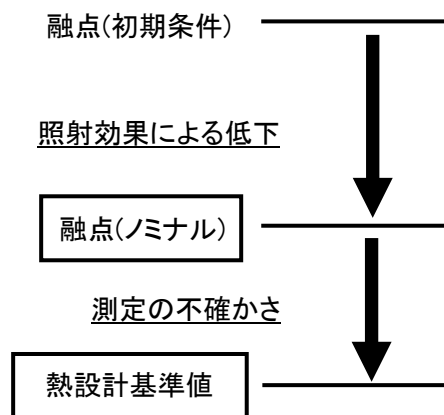 融点(初期条件)
照射効果による低下
融点(ノミナル)
測定の不確かさ
熱設計基準値